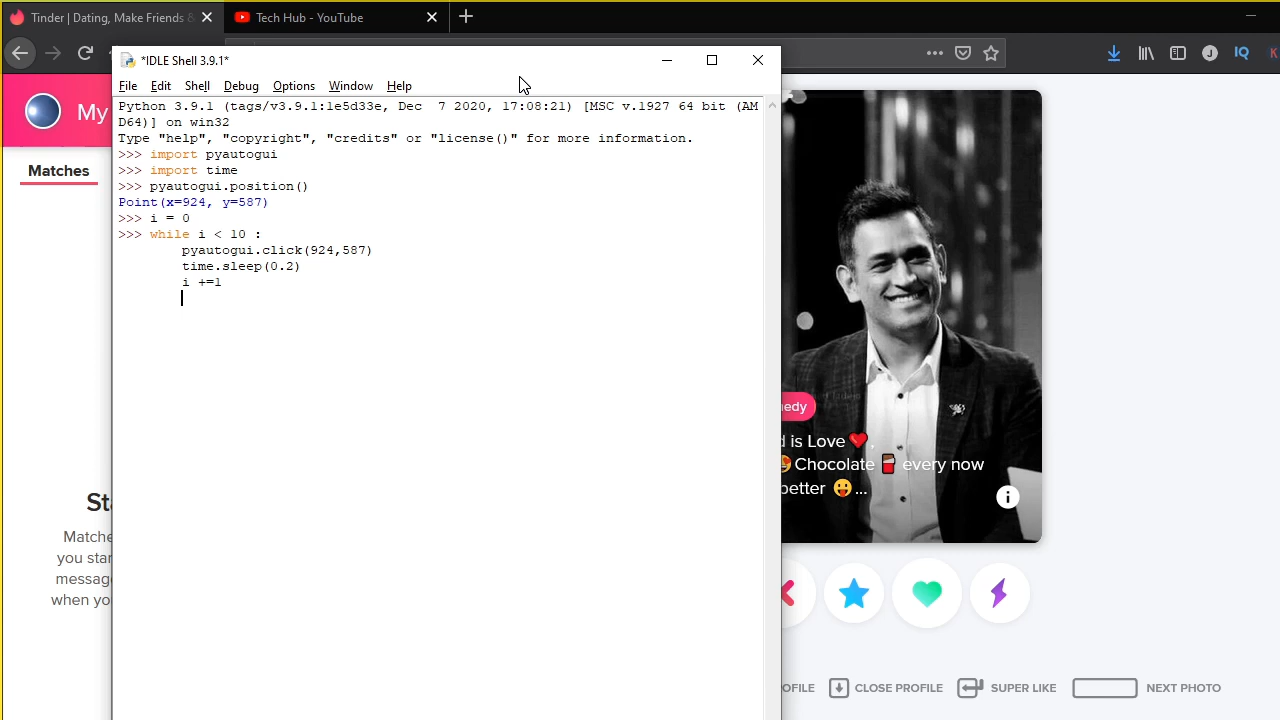 Tinder | Dating, Make Friends &
Tech Hub - YouTube
*IDLE Shell 3.9.1*
File Edit Shell Debug Options Window Help
Python 3.9.1 (tags/v3.9.1:1e5d33e, Dec  7 2020, 17:08:21) [MSC v.1927 64 bit (AM
D64)] on win32
Type "help", "copyright", "credits" or "license()" for more information.
>>> import pyautogui
>>> import time
>>> pyautogui.position()
Point(x=924, y=587)
>>> i = 0
>>> while i < 10 :
pyautogui.click(924,587)
time.sleep(0.2)
i +=1
My
Matches
Sta
Matche
you star
messag
when yo
edy
d is Love ❤️,
Chocolate 🍫 every now
better 😛...
OFILE
CLOSE PROFILE
SUPER LIKE
NEXT PHOTO
J
IQ
K